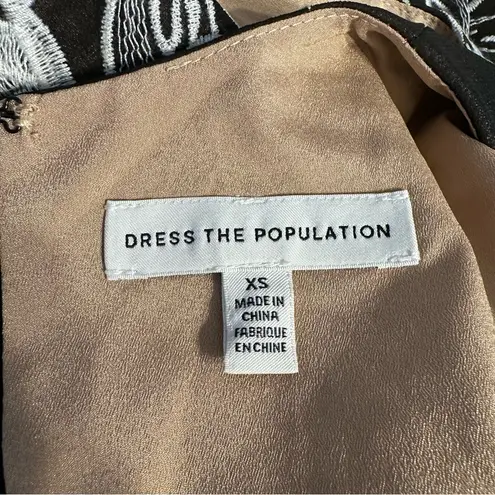 DRESS THE POPULATION
XS
MADE IN
CHINA
FABRIQUE
EN CHINE